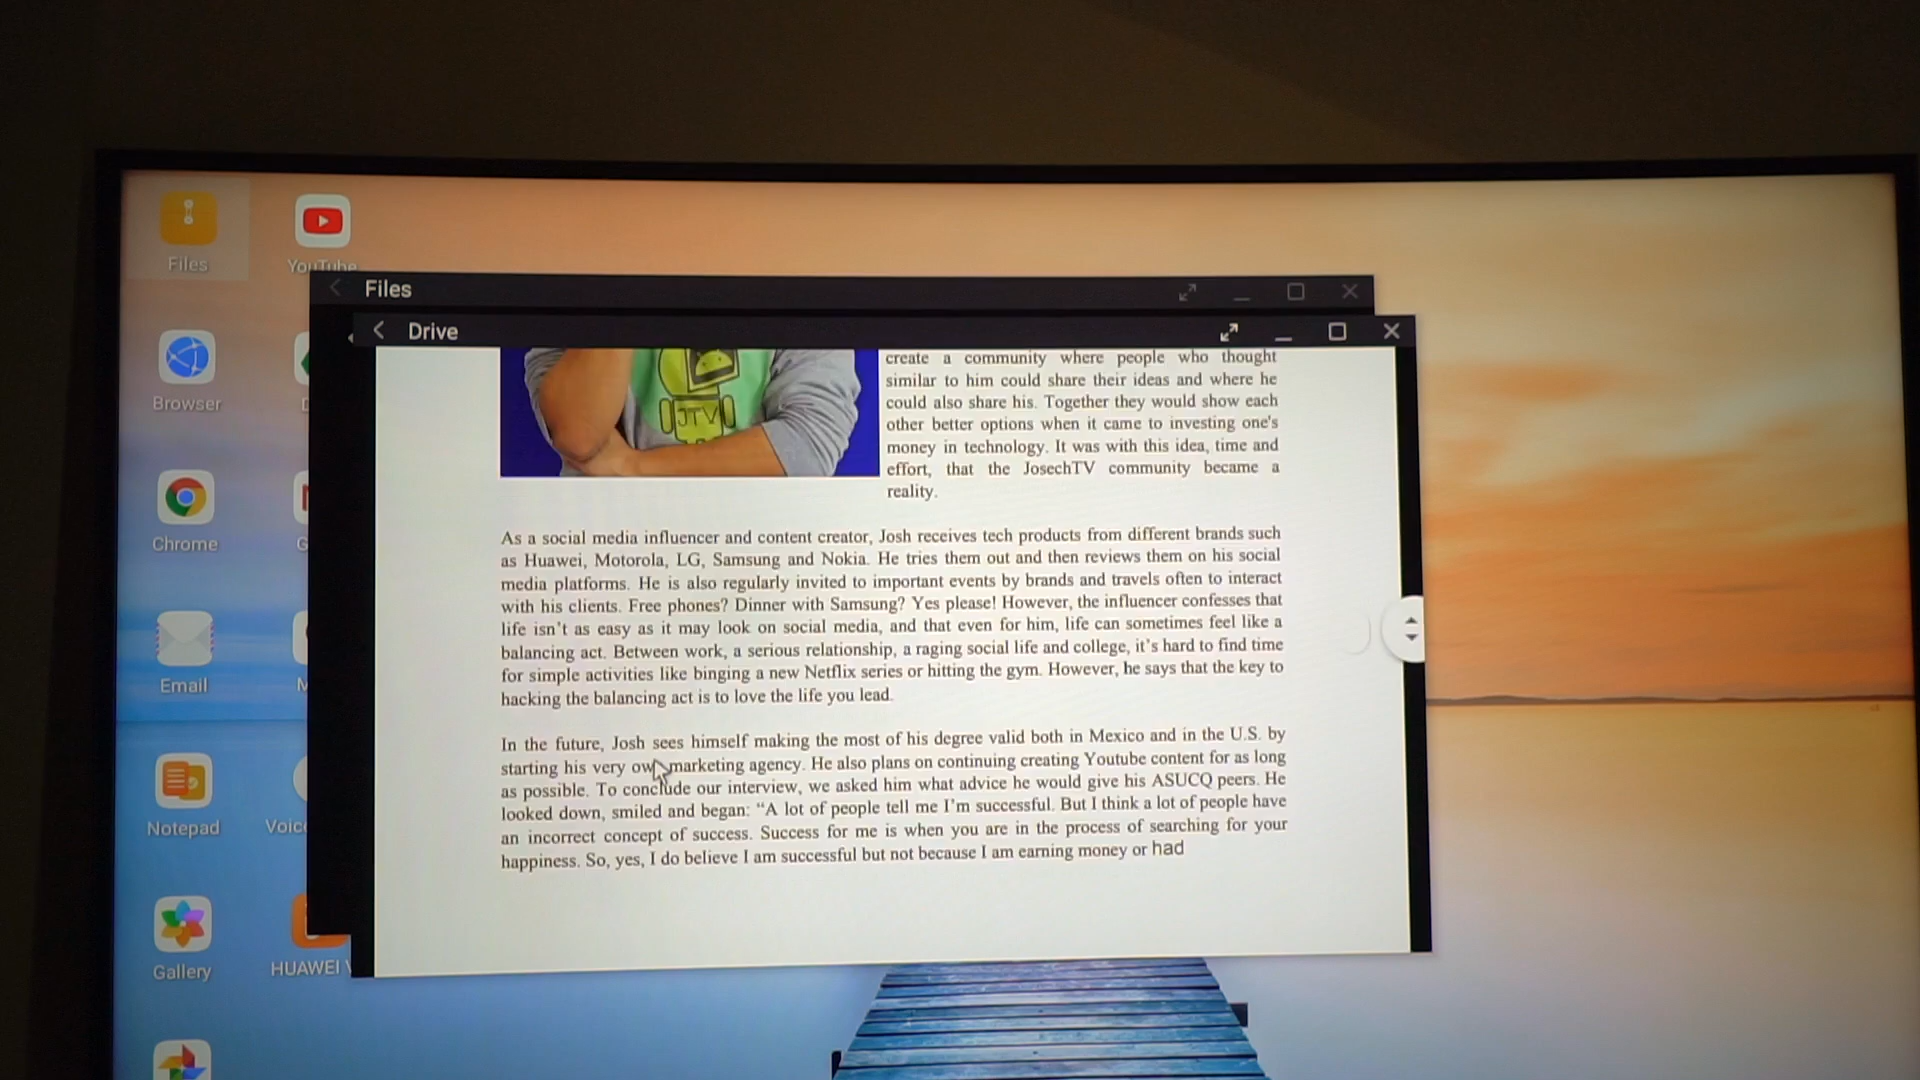 Files
YouTube
Files
Drive
Browser
Chrome
Email
Notepad
Gallery
HUAWEI
JTV
create a community where people who thought
similar to him could share their ideas and where he
could also share his. Together they would show each
other better options when it came to investing one's
money in technology. It was with this idea, time and
effort, that the JosechTV community became a
reality.
As a social media influencer and content creator, Josh receives tech products from different brands such
as Huawei, Motorola, LG, Samsung and Nokia. He tries them out and then reviews them on his social
media platforms. He is also regularly invited to important events by brands and travels often to interact
with his clients. Free phones? Dinner with Samsung? Yes please! However, the influencer confesses that
life isn't as easy as it may look on social media, and that even for him, life can sometimes feel like a
balancing act. Between work, a serious relationship, a raging social life and college, it's hard to find time
for simple activities like binging a new Netflix series or hitting the gym. However, he says that the key to
hacking the balancing act is to love the life you lead.
In the future, Josh sees himself making the most of his degree valid both in Mexico and in the U.S. by
starting his very own marketing agency. He also plans on continuing creating Youtube content for as long
as possible. To conclude our interview, we asked him what advice he would give his ASUCQ peers. He
looked down, smiled and began: “A lot of people tell me I'm successful. But I think a lot of people have
an incorrect concept of success. Success for me is when you are in the process of searching for your
happiness. So, yes, I do believe I am successful but not because I am earning money or had